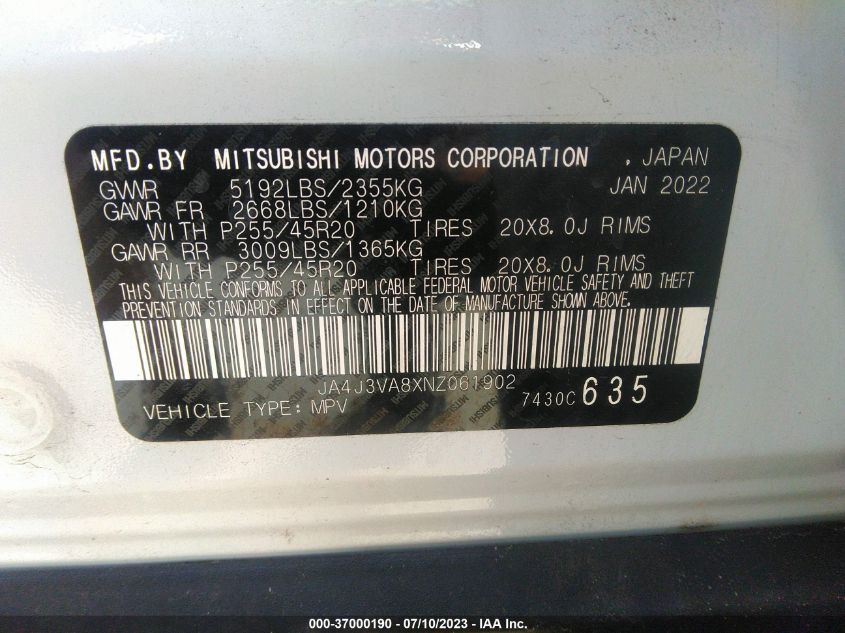 MFD.BY MITSUBISHI MOTORS CORPORATION , JAPAN
GVWR 5192LBS/2355KG JAN 2022
GAWR FR 2668LBS/1210KG
WITH P255/45R20 TIRES 20X8.0J RIMS
GAWR RR 3009LBS/1365KG
WITH P255/45R20 TIRES 20X8.0J RIMS
THIS VEHICLE CONFORMS TO ALL APPLICABLE FEDERAL MOTOR VEHICLE SAFETY AND THEFT
PREVENTION STANDARDS IN EFFECT ON THE DATE OF MANUFACTURE SHOWN ABOVE.
JA4J3VA8XNZ061902
VEHICLE TYPE: MPV 7430C 635
000-37000190 - 07/10/2023 - IAA Inc.